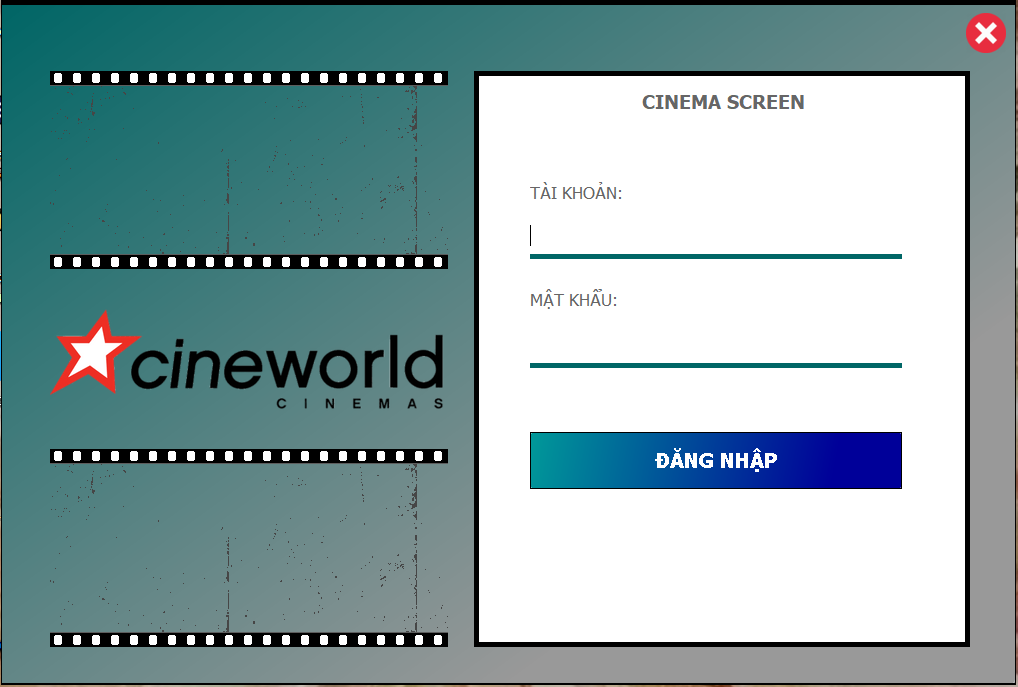 CINEMA SCREEN
TÀI KHOẢN:
cineworld
CINEMAS
MẬT KHẨU:
ĐĂNG NHẬP